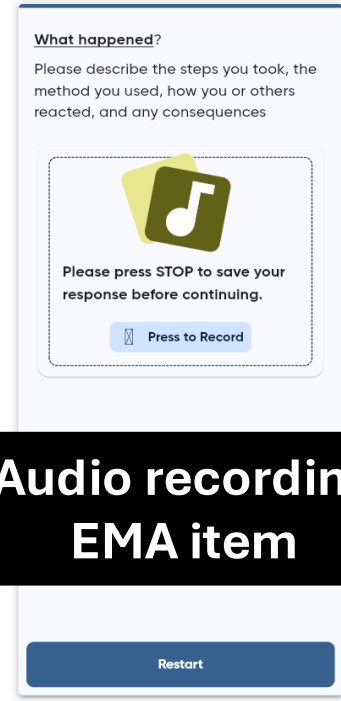 What happened?
Please describe the steps you took, the
method you used, how you or others
reacted, and any consequences
Please press STOP to save your
response before continuing.
Press to Record
Audio recordin
EMA item
Restart